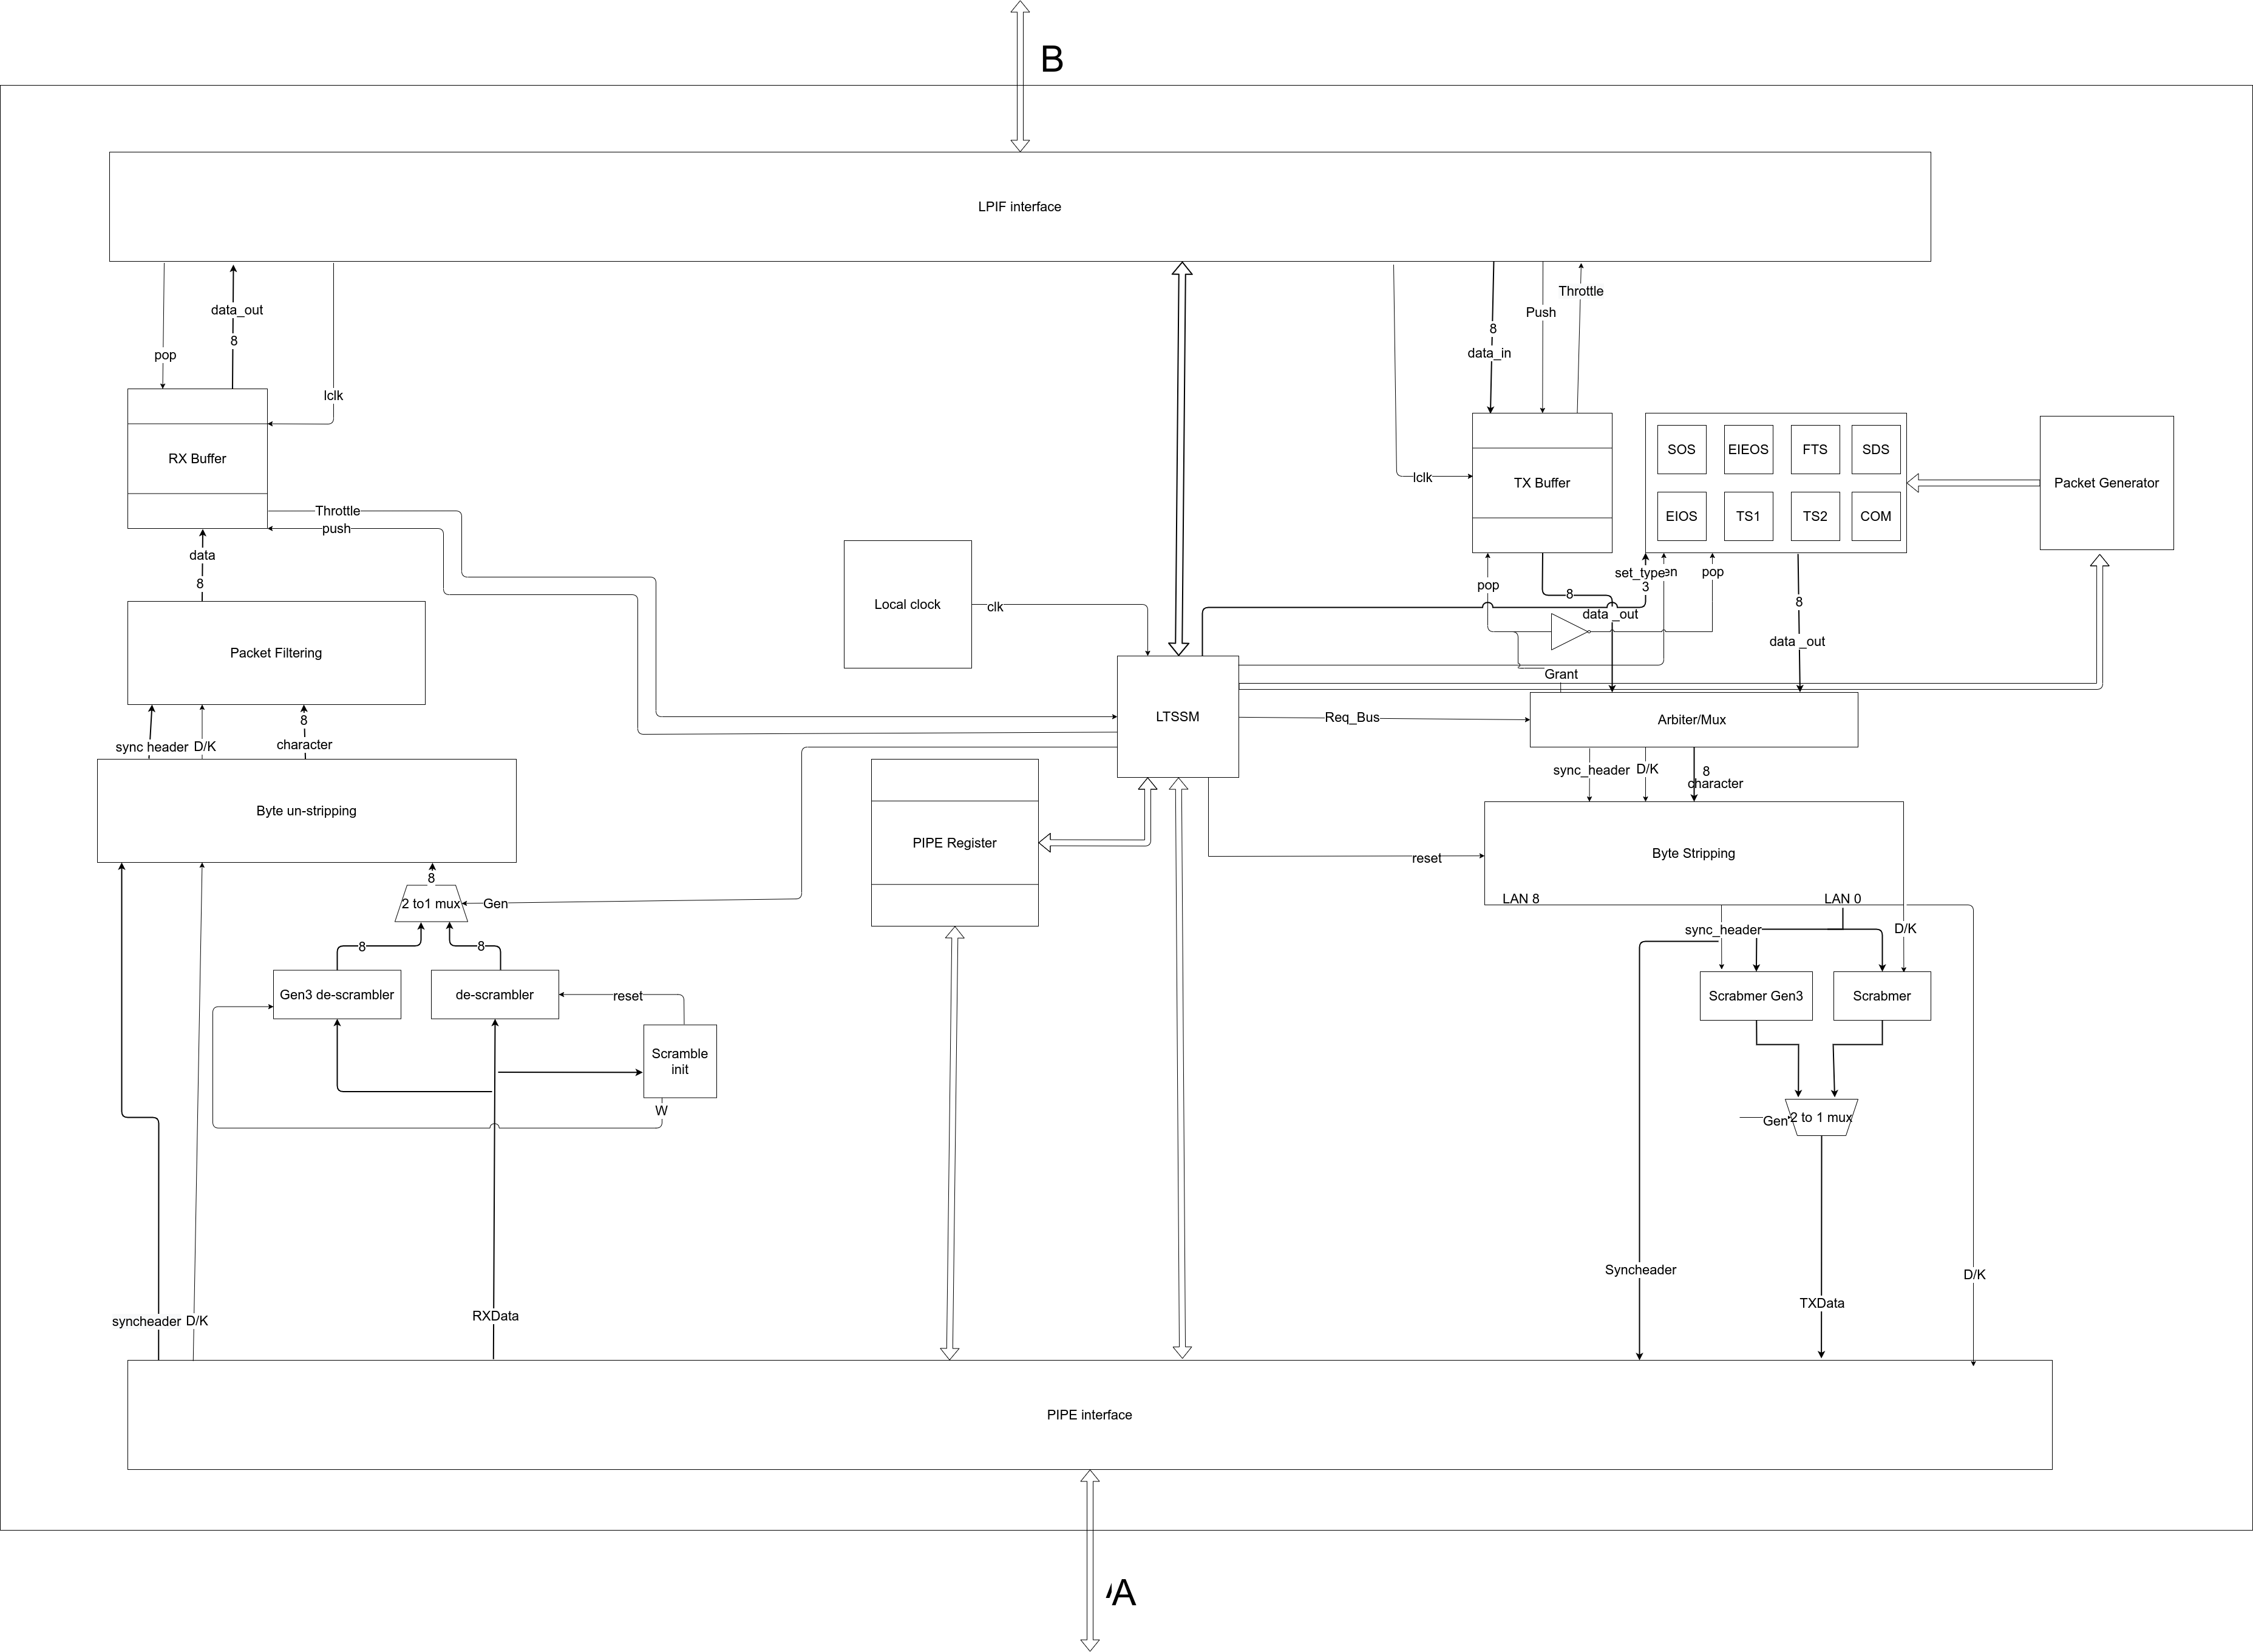 B
LPIF interface
pop
data_out
8
lclk
8
data_in
Push
Throttle
lclk
RX Buffer
Throttle
push
data
8
Packet Filtering
sync header
D/K
8
character
Byte un-stripping
8
2 to1 mux
Gen
8
8
Gen3 de-scrambler
de-scrambler
reset
Scramble
init
W
syncheader
D/K
RXData
Local clock
clk
LTSSM
PIPE Register
Req_Bus
reset
TX Buffer
SOS
EIEOS
FTS
SDS
EIOS
TS1
TS2
COM
Packet Generator
pop
8
data _out
set_type
3
en
pop
8
data _out
Grant
Arbiter/Mux
sync_header
D/K
8
character
Byte Stripping
LAN 8
LAN 0
sync_header
D/K
Scrabmer Gen3
Scrabmer
Gen
2 to 1 mux
Syncheader
TXData
D/K
PIPE interface
A